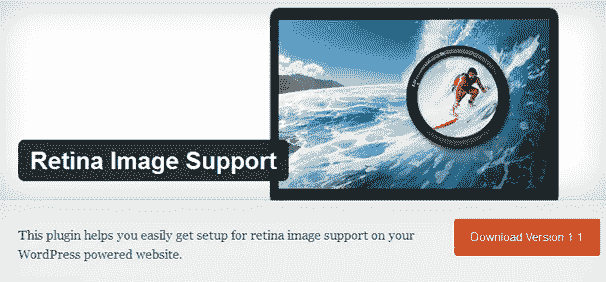 Retina Image Support
This plugin helps you easily get setup for retina image support on your
WordPress powered website.
Download Version 1.1